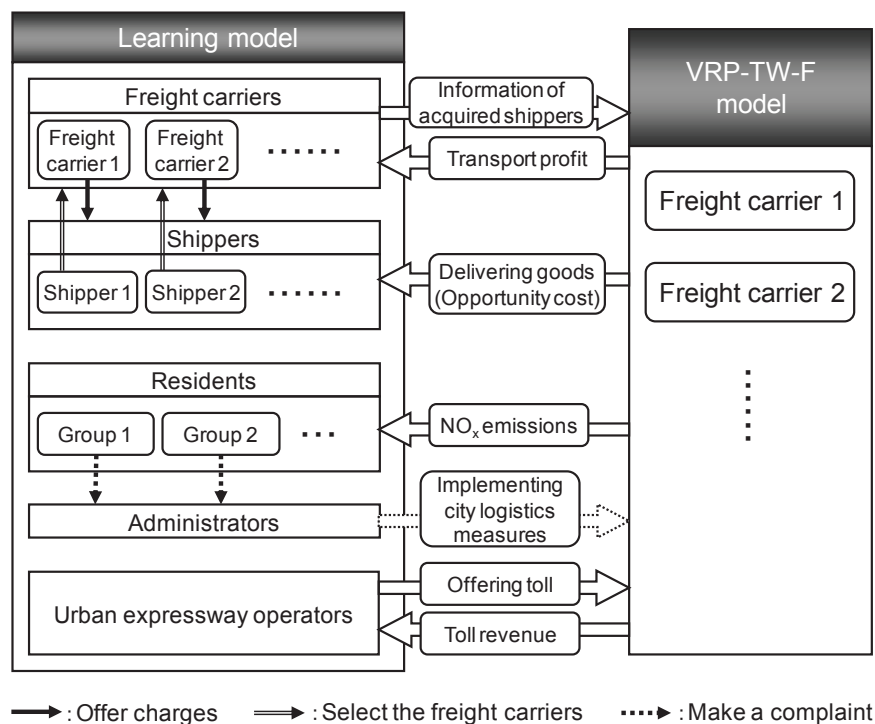 Learning model
Freight carriers
Freight
carrier 1
Freight
carrier 2
......
Shippers
Shipper 1
Shipper 2
......
Residents
Group 1
Group 2
...
Administrators
Urban expressway operators
Information of
acquired shippers
Transport profit
Delivering goods
(Opportunity cost)
NOx emissions
Implementing
city logistics
measures
Offering toll
Toll revenue
VRP-TW-F
model
Freight carrier 1
Freight carrier 2
: Offer charges
: Select the freight carriers
: Make a complaint